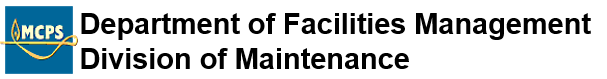 MCPS
Department of Facilities Management
Division of Maintenance